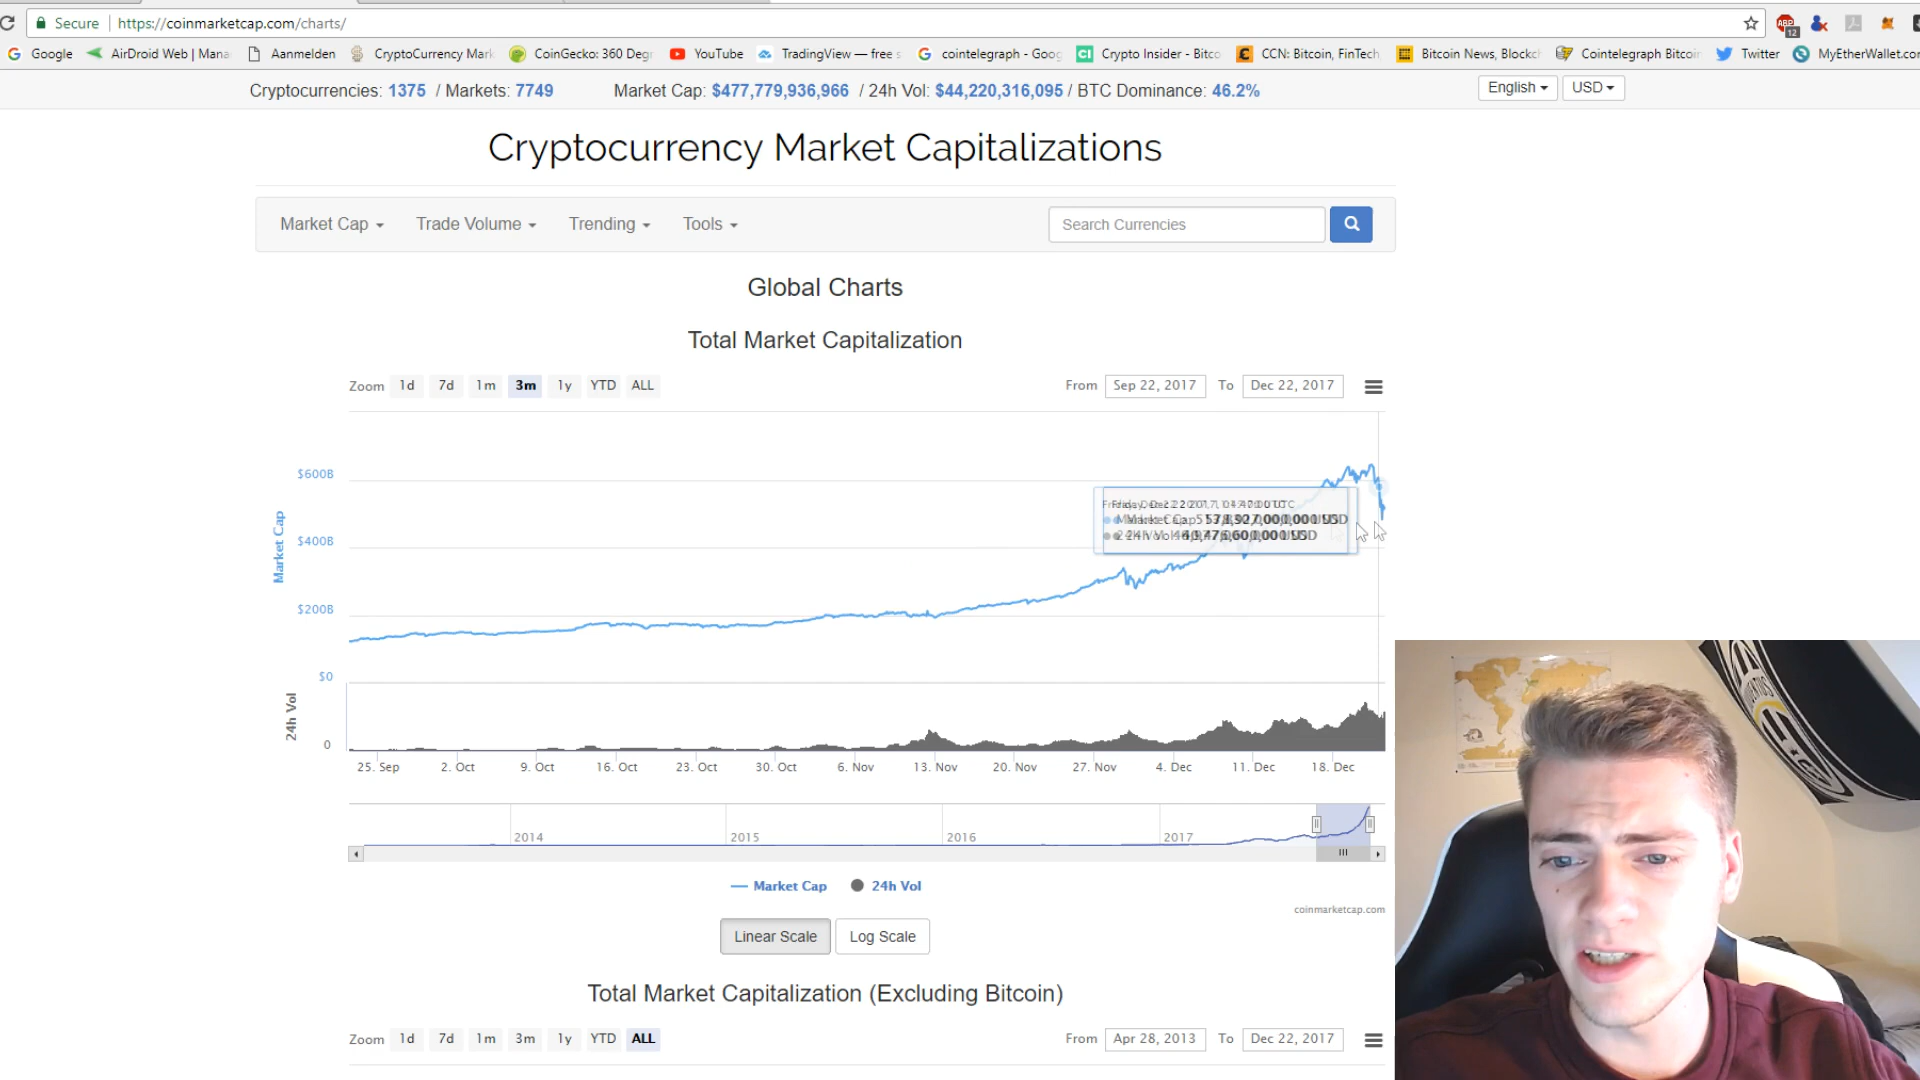 Secure https://coinmarketcap.com/charts/
Google AirDroid Web | Mana Aanmelden CryptoCurrency Mark CoinGecko: 360 Deg YouTube TradingView — free s cointelegraph - Goog Crypto Insider - Bitco CCN: Bitcoin, FinTech Bitcoin News, Blockch Cointelegraph Bitcoin Twitter MyEtherWallet.com
Cryptocurrencies: 1375 / Markets: 7749 Market Cap: $477,779,936,966 / 24h Vol: $44,220,316,095 / BTC Dominance: 46.2% English USD
Cryptocurrency Market Capitalizations
Market Cap Trade Volume Trending Tools Search Currencies
Global Charts
Total Market Capitalization
Zoom 1d 7d 1m 3m 1y YTD ALL From Sep 22, 2017 To Dec 22, 2017
$600B
$400B
$200B
$0
Market Cap
24h Vol
0
25. Sep 2. Oct 9. Oct 16. Oct 23. Oct 30. Oct 6. Nov 13. Nov 20. Nov 27. Nov 4. Dec 11. Dec 18. Dec
2014 2015 2016 2017
Market Cap 24h Vol
coinmarketcap.com
Linear Scale Log Scale
Total Market Capitalization (Excluding Bitcoin)
Zoom 1d 7d 1m 3m 1y YTD ALL From Apr 28, 2013 To Dec 22, 2017
JUVENTUS